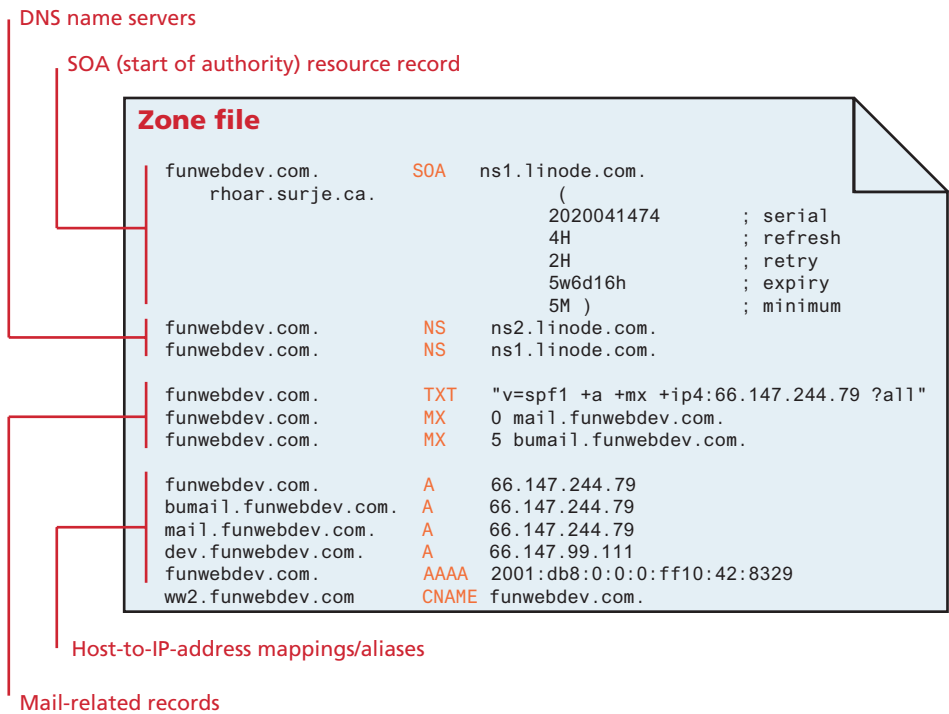 DNS name servers
SOA (start of authority) resource record
Zone file
funwebdev.com. SOA ns1.linode.com.
rhoar.surje.ca. (
2020041474 ; serial
4H ; refresh
2H ; retry
5w6d16h ; expiry
5M ) ; minimum
funwebdev.com. NS ns2.linode.com.
funwebdev.com. NS ns1.linode.com.
funwebdev.com. TXT "v=spf1 +a +mx +ip4:66.147.244.79 ?all"
funwebdev.com. MX 0 mail.funwebdev.com.
funwebdev.com. MX 5 bumail.funwebdev.com.
funwebdev.com. A 66.147.244.79
bumail.funwebdev.com. A 66.147.244.79
mail.funwebdev.com. A 66.147.244.79
dev.funwebdev.com. A 66.147.99.111
funwebdev.com. AAAA 2001:db8:0:0:0:ff10:42:8329
ww2.funwebdev.com CNAME funwebdev.com.
Host-to-IP-address mappings/aliases
Mail-related records